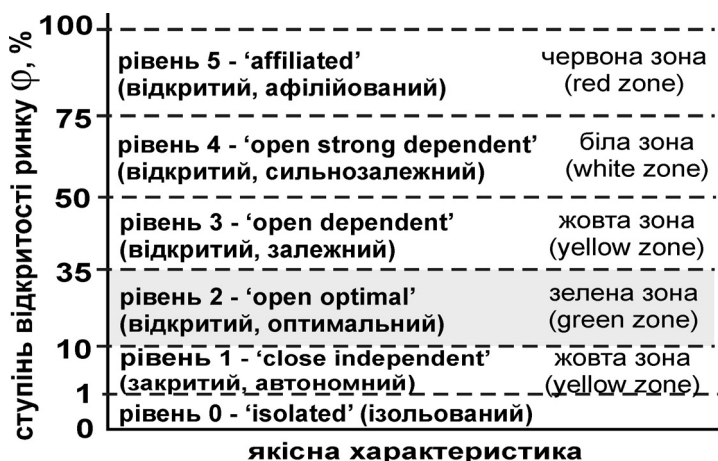 ступінь відкритості ринку φ, %
100
рівень 5 - ‘affiliated’ червона зона
(відкритий, афілійований) (red zone)
75
рівень 4 - ‘open strong dependent’ біла зона
(відкритий, сильнозалежний) (white zone)
50
рівень 3 - ‘open dependent’ жовта зона
(відкритий, залежний) (yellow zone)
35
рівень 2 - ‘open optimal’ зелена зона
(відкритий, оптимальний) (green zone)
10
рівень 1 - ‘close independent’ жовта зона
(закритий, автономний) (yellow zone)
1
рівень 0 - ‘isolated’ (ізольований)
0
якісна характеристика